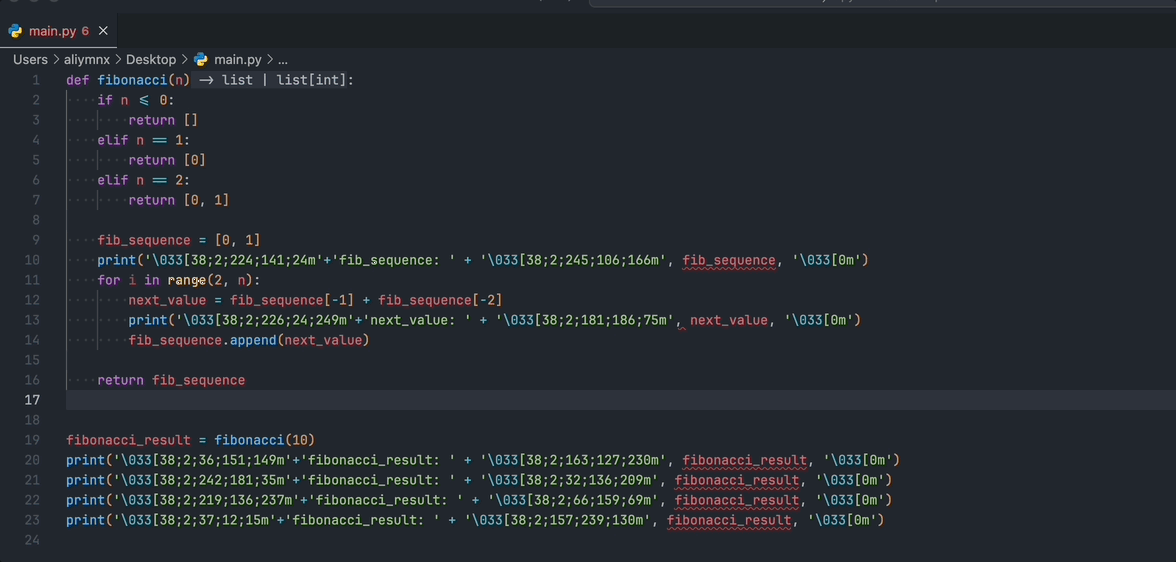 main.py 6 ×
Users > aliymnx > Desktop > main.py > ...
1 def fibonacci(n) -> list | list[int]:
2 if n <= 0:
3 return []
4 elif n == 1:
5 return [0]
6 elif n == 2:
7 return [0, 1]
8
9 fib_sequence = [0, 1]
10 print('\033[38;2;224;141;24m'+'fib_sequence: ' + '\033[38;2;245;106;166m', fib_sequence, '\033[0m')
11 for i in range(2, n):
12 next_value = fib_sequence[-1] + fib_sequence[-2]
13 print('\033[38;2;226;24;249m'+'next_value: ' + '\033[38;2;181;186;75m', next_value, '\033[0m')
14 fib_sequence.append(next_value)
15
16 return fib_sequence
17
18
19 fibonacci_result = fibonacci(10)
20 print('\033[38;2;36;151;149m'+'fibonacci_result: ' + '\033[38;2;163;127;230m', fibonacci_result, '\033[0m')
21 print('\033[38;2;242;181;35m'+'fibonacci_result: ' + '\033[38;2;32;136;209m', fibonacci_result, '\033[0m')
22 print('\033[38;2;219;136;237m'+'fibonacci_result: ' + '\033[38;2;66;159;69m', fibonacci_result, '\033[0m')
23 print('\033[38;2;37;12;15m'+'fibonacci_result: ' + '\033[38;2;157;239;130m', fibonacci_result, '\033[0m')
24